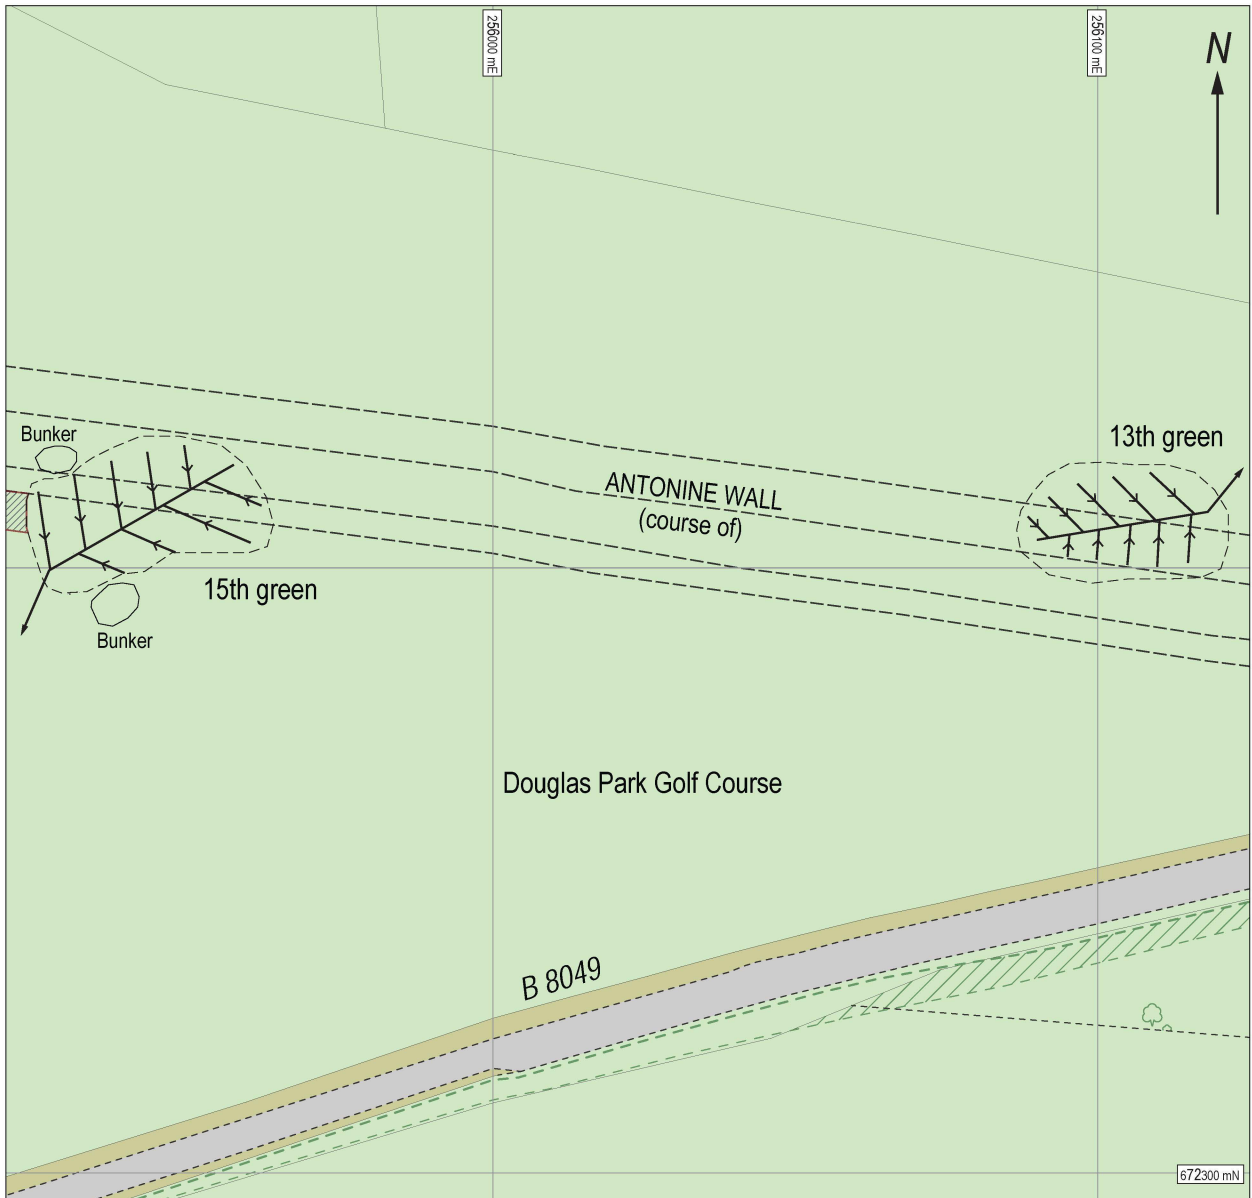 256000 mE
256100 mE
N
Bunker
13th green
ANTONINE WALL
(course of)
15th green
Bunker
Douglas Park Golf Course
B 8049
672300 mN